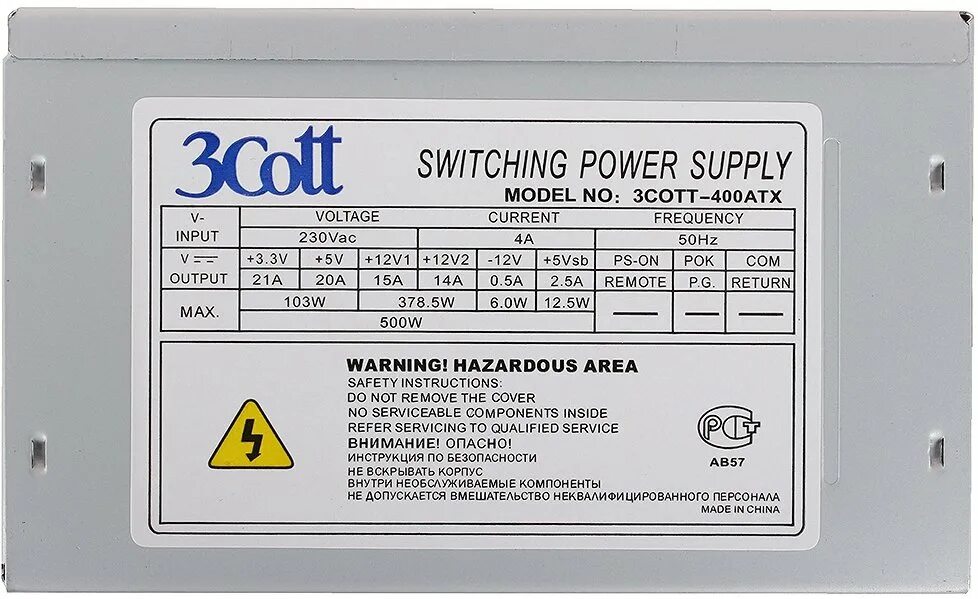 3Cott
SWITCHING POWER SUPPLY
MODEL NO: 3COTT-400ATX
V-INPUT VOLTAGE CURRENT FREQUENCY
230Vac 4A 50Hz
V OUTPUT +3.3V +5V +12V1 +12V2 -12V +5Vsb PS-ON POK COM
21A 20A 15A 14A 0.5A 2.5A REMOTE P.G. RETURN
MAX. 103W 378.5W 6.0W 12.5W
500W
WARNING! HAZARDOUS AREA
SAFETY INSTRUCTIONS:
DO NOT REMOVE THE COVER
NO SERVICEABLE COMPONENTS INSIDE
REFER SERVICING TO QUALIFIED SERVICE
ВНИМАНИЕ! ОПАСНО!
ИНСТРУКЦИЯ ПО БЕЗОПАСНОСТИ
НЕ ВСКРЫВАТЬ КОРПУС
ВНУТРИ НЕОБСЛУЖИВАЕМЫЕ КОМПОНЕНТЫ
НЕ ДОПУСКАЕТСЯ ВМЕШАТЕЛЬСТВО НЕКВАЛИФИЦИРОВАННОГО ПЕРСОНАЛА
MADE IN CHINA
РСТ
АВ57